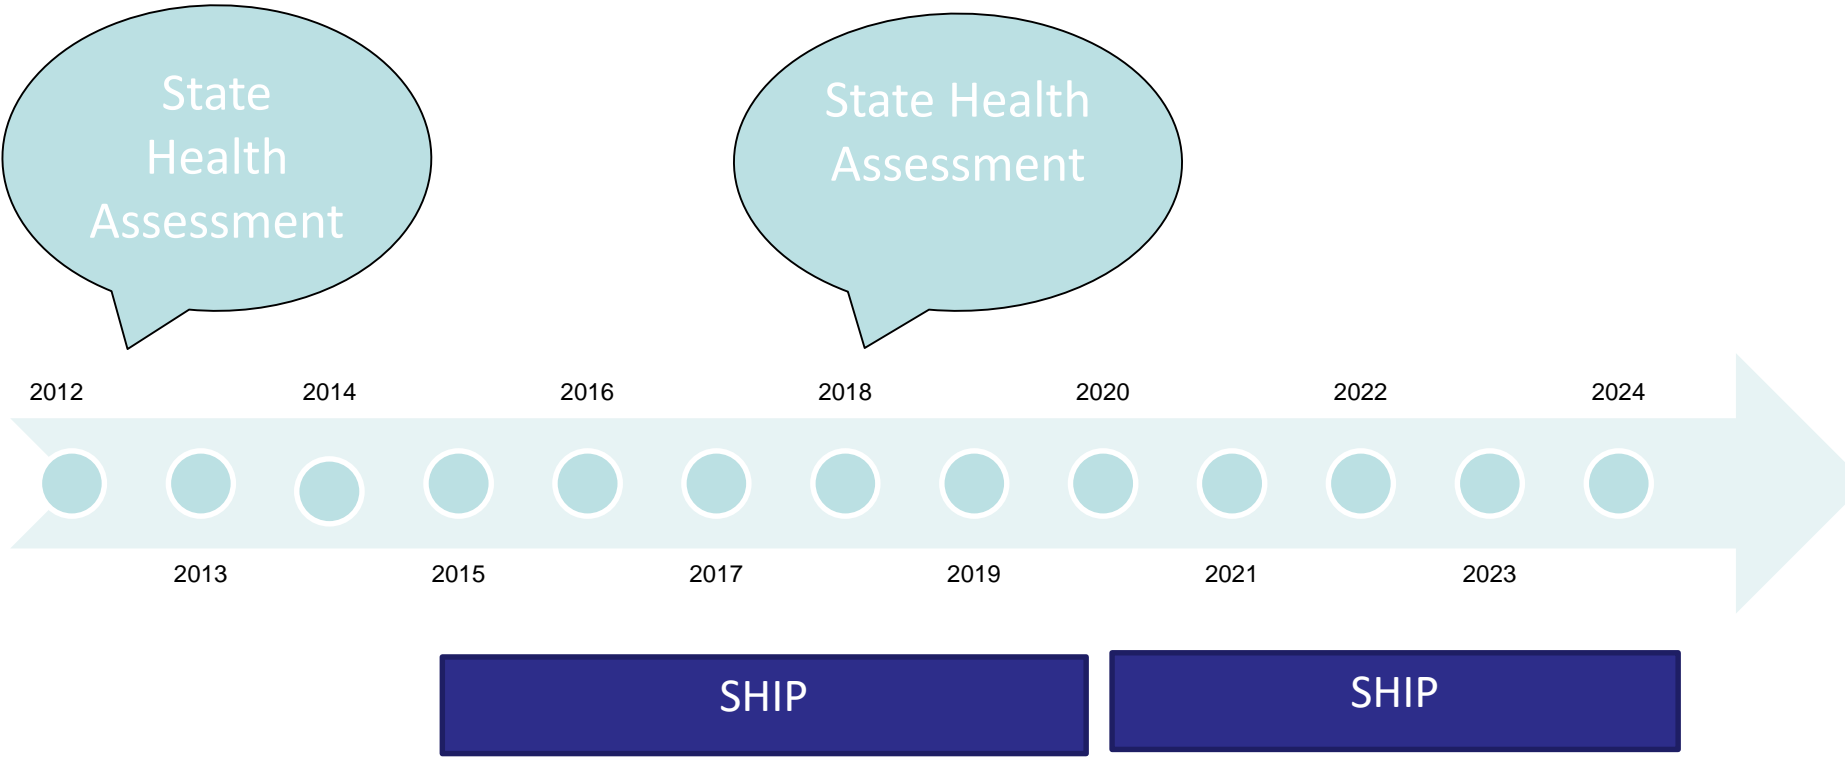 State
Health
Assessment
State Health
Assessment
2012 2014 2016 2018 2020 2022 2024
2013 2015 2017 2019 2021 2023
SHIP SHIP